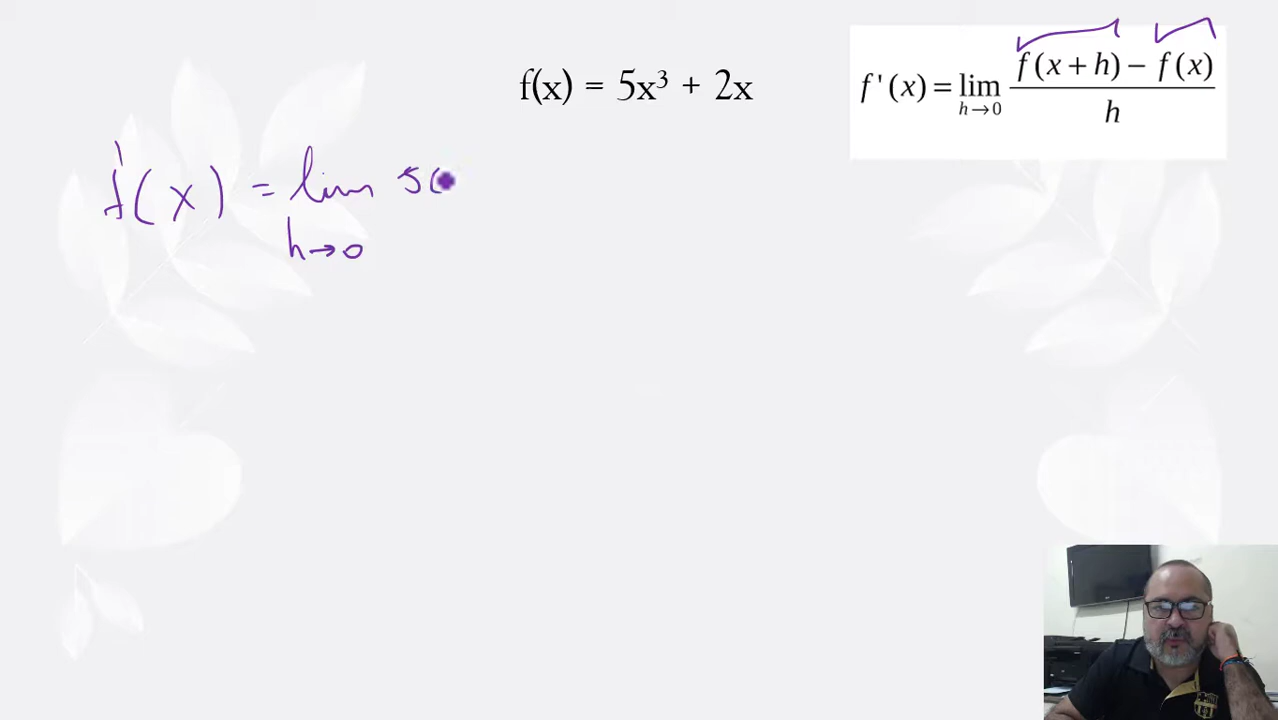 f(x) = 5x³ + 2x
f'(x) = lim h→0 f(x + h) − f(x) / h
f'(x) = lim 5(
h→0